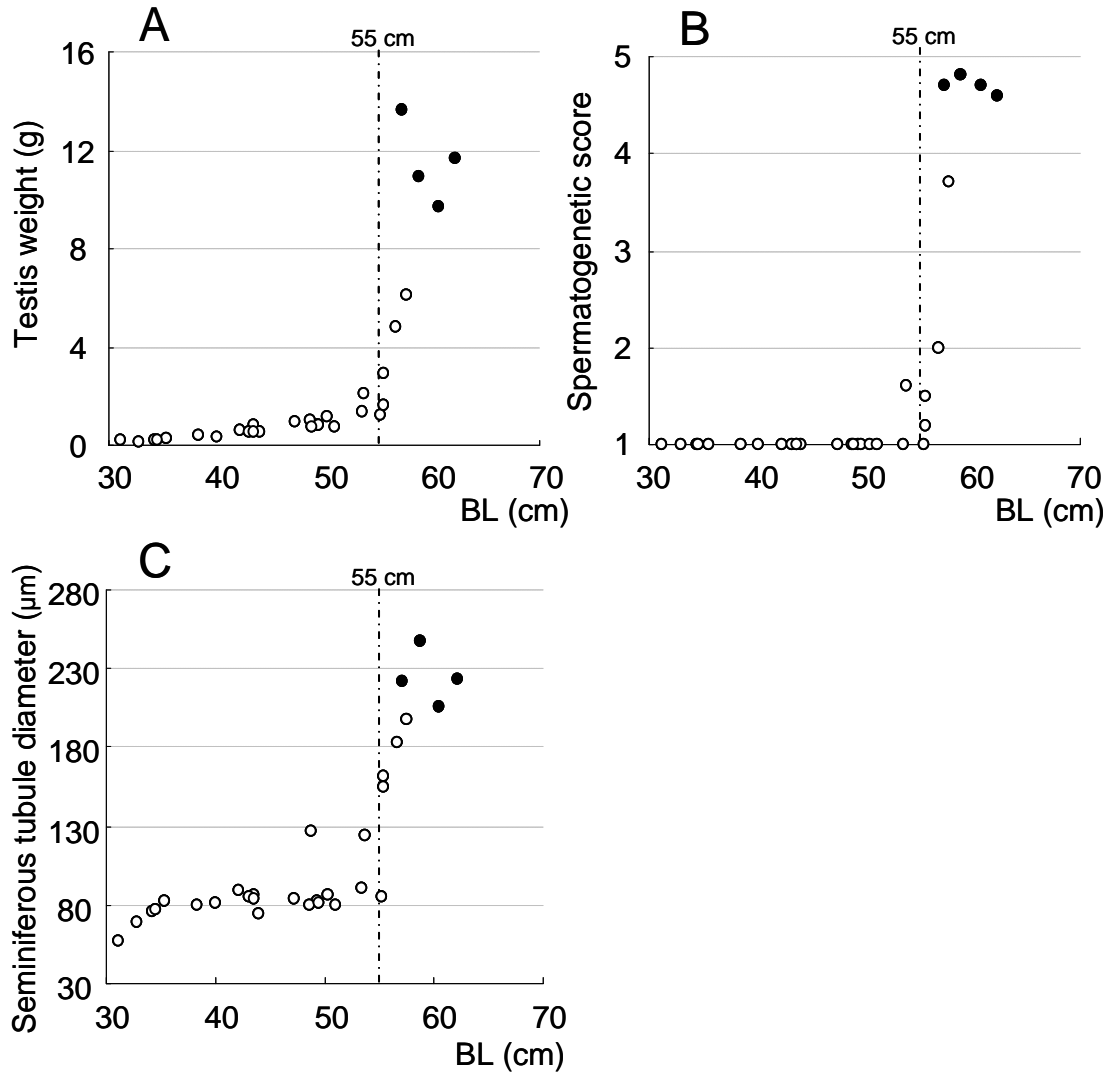 A
55 cm
16
12
8
4
0
Testis weight (g)
30 40 50 60 70
BL (cm)
B
55 cm
5
4
3
2
1
Spermatogenetic score
30 40 50 60 70
BL (cm)
C
55 cm
280
230
180
130
80
30
Seminiferous tubule diameter (μm)
30 40 50 60 70
BL (cm)